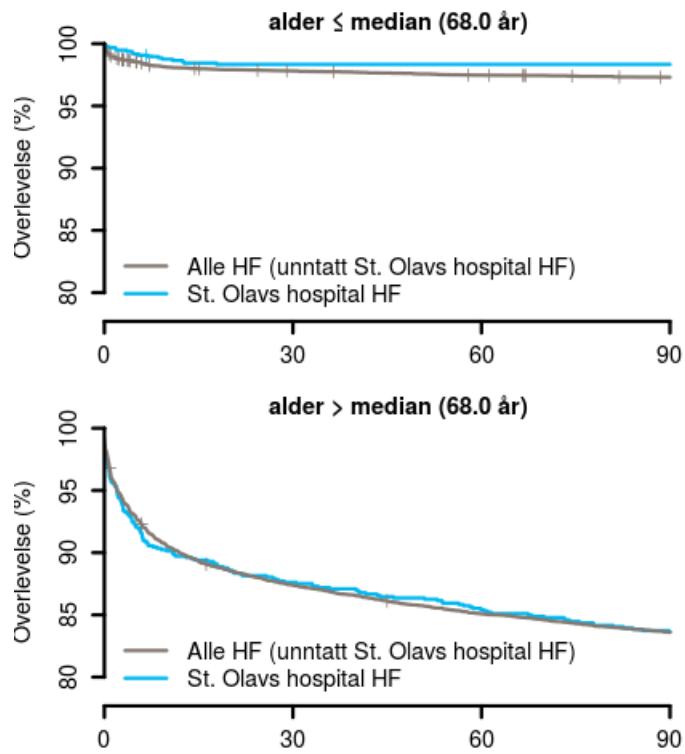 alder ≤ median (68.0 år)
Overlevelse (%)
100
95
90
85
80
Alle HF (unntatt St. Olavs hospital HF)
St. Olavs hospital HF
0 30 60 90
alder > median (68.0 år)
Overlevelse (%)
100
95
90
85
80
Alle HF (unntatt St. Olavs hospital HF)
St. Olavs hospital HF
0 30 60 90